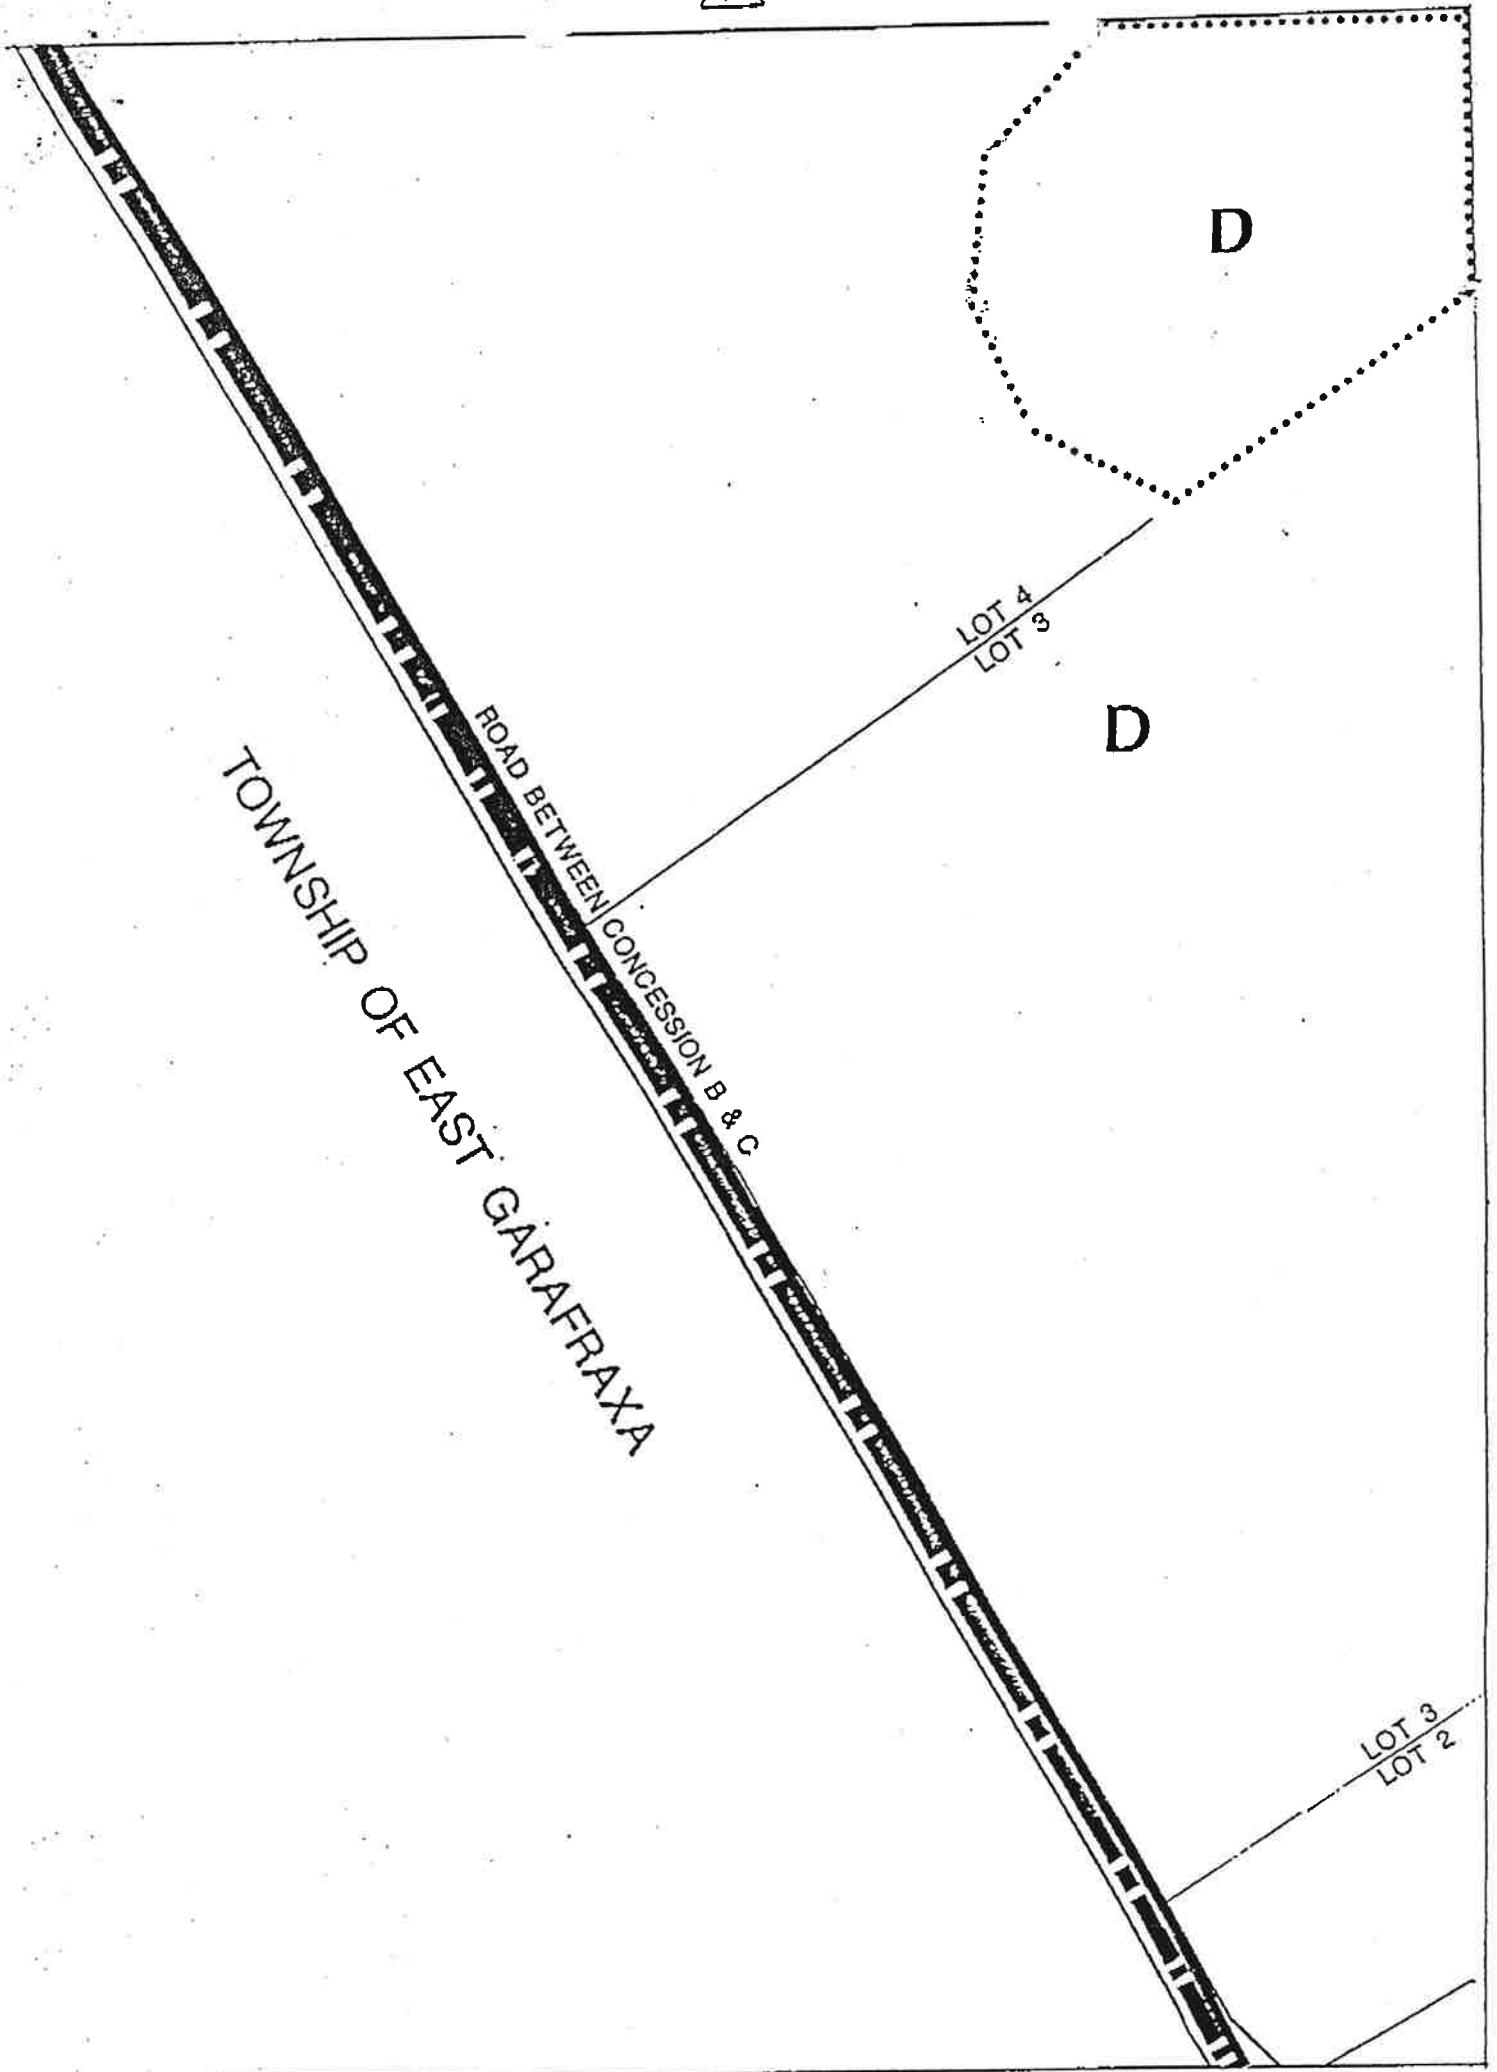 D
LOT 4
LOT 3
D
ROAD BETWEEN CONCESSION B & C
TOWNSHIP OF EAST GARAFRAXA
LOT 3
LOT 2